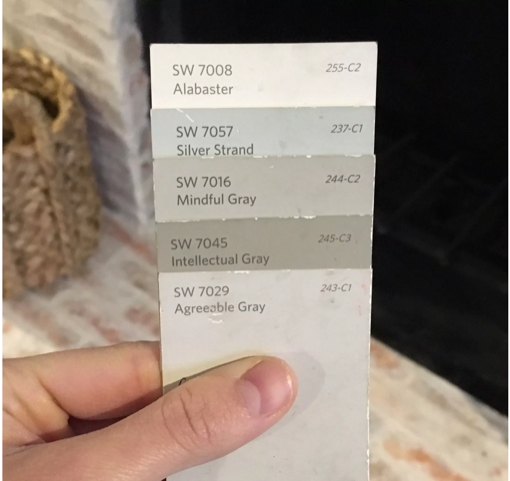 SW 7008 255-C2
Alabaster
SW 7057 237-C1
Silver Strand
SW 7016 244-C2
Mindful Gray
SW 7045 245-C3
Intellectual Gray
SW 7029 243-C1
Agreeable Gray